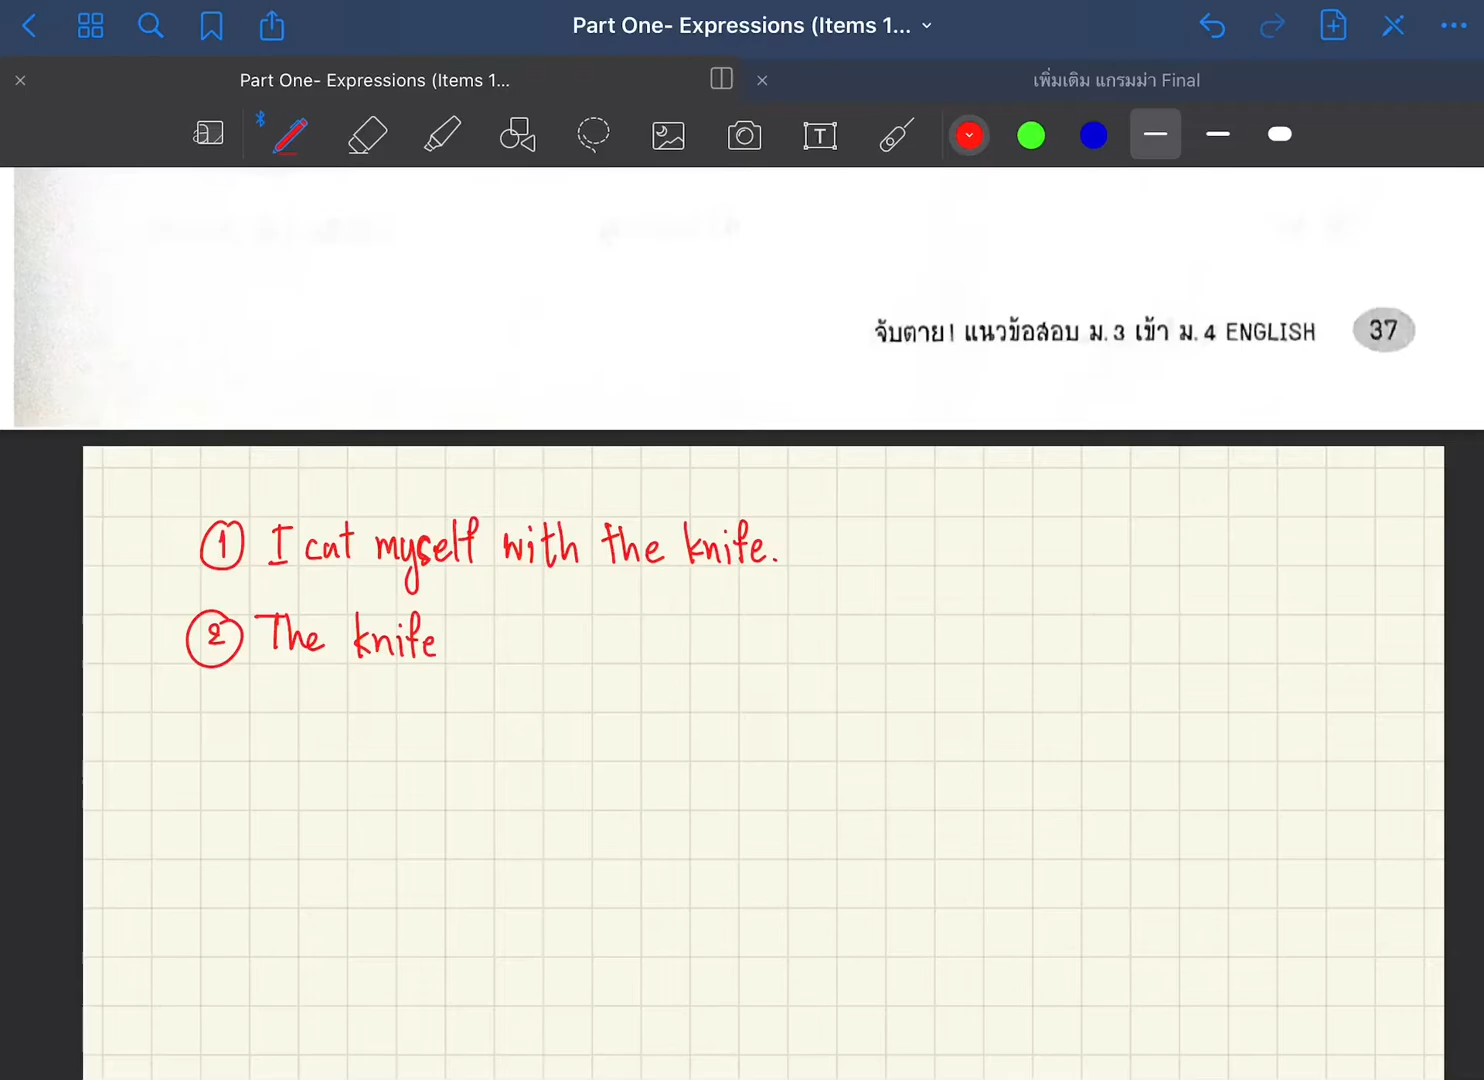 Part One- Expressions (Items 1...
Part One- Expressions (Items 1...
เพิ่มเติม แกรมม่า Final
จับตาย! แนวข้อสอบ ม.3 เข้า ม.4 ENGLISH 37
① I cut myself with the knife.
② The knife